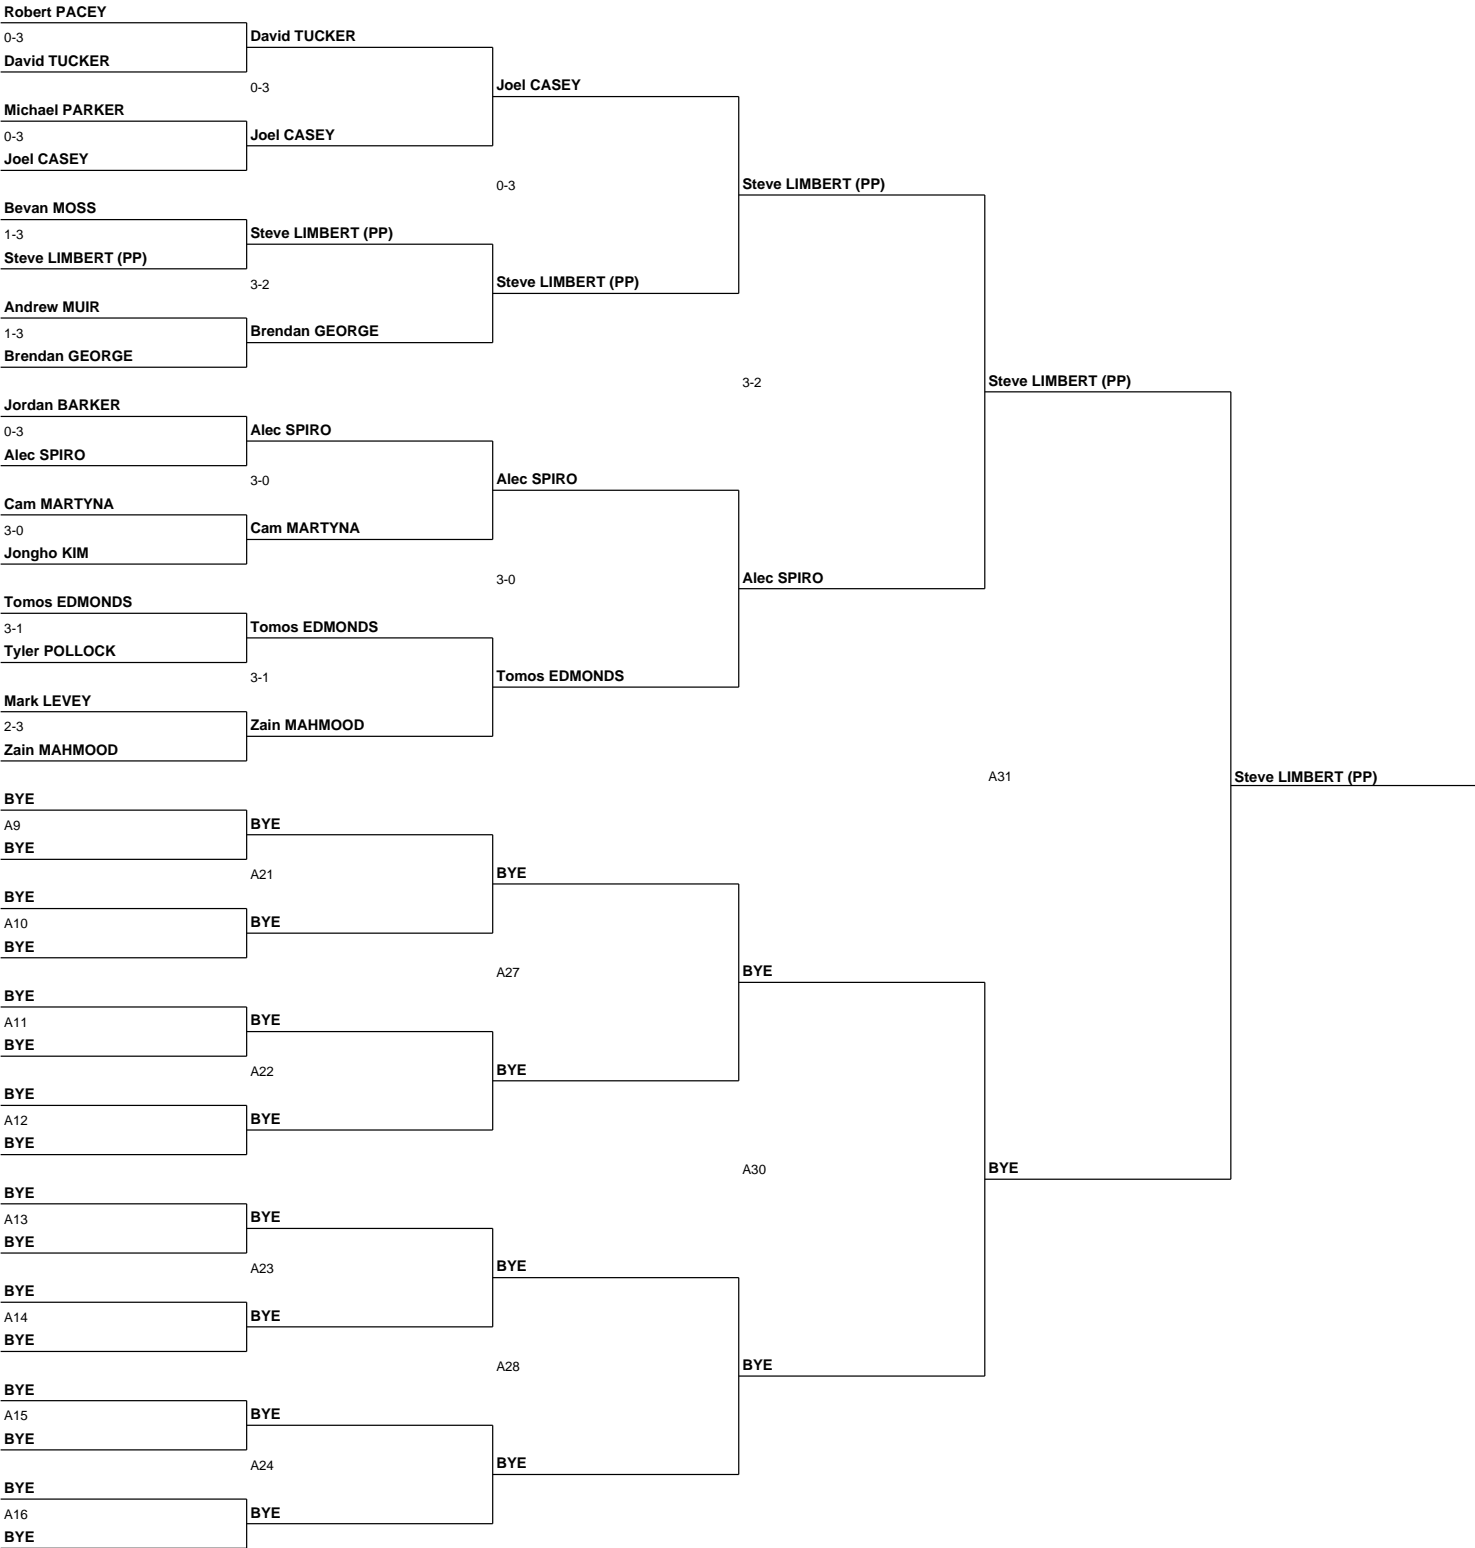 Robert PACEY
0-3
David TUCKER
David TUCKER
0-3
Joel CASEY
Michael PARKER
0-3
Joel CASEY
Joel CASEY
0-3
Steve LIMBERT (PP)
Bevan MOSS
1-3
Steve LIMBERT (PP)
Steve LIMBERT (PP)
3-2
Steve LIMBERT (PP)
Andrew MUIR
1-3
Brendan GEORGE
Brendan GEORGE
3-2
Steve LIMBERT (PP)
Jordan BARKER
0-3
Alec SPIRO
Alec SPIRO
3-0
Alec SPIRO
Cam MARTYNA
3-0
Jongho KIM
Cam MARTYNA
3-0
Alec SPIRO
Tomos EDMONDS
3-1
Tyler POLLOCK
Tomos EDMONDS
3-1
Tomos EDMONDS
Mark LEVEY
2-3
Zain MAHMOOD
Zain MAHMOOD
A31
Steve LIMBERT (PP)
BYE
A9
BYE
BYE
A21
BYE
BYE
A10
BYE
BYE
A27
BYE
BYE
A11
BYE
BYE
A22
BYE
BYE
A12
BYE
BYE
A30
BYE
BYE
A13
BYE
BYE
A23
BYE
BYE
A14
BYE
BYE
A28
BYE
BYE
A15
BYE
BYE
A24
BYE
BYE
A16
BYE
BYE